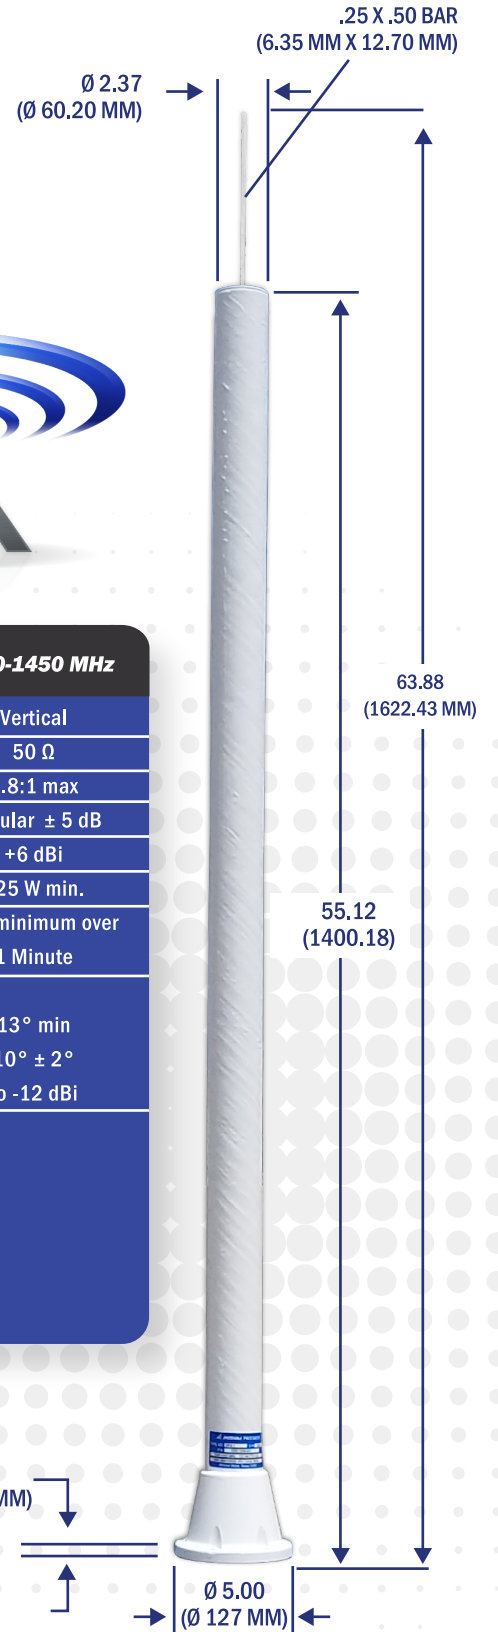 .25 X .50 BAR
(6.35 MM X 12.70 MM)
Ø 2.37
(Ø 60.20 MM)
0-1450 MHz
Vertical
50 Ω
.8:1 max
ular ± 5 dB
+6 dBi
25 W min.
minimum over
1 Minute
13° min
10° ± 2°
o -12 dBi
63.88
(1622.43 MM)
55.12
(1400.18)
MM)
Ø 5.00
(Ø 127 MM)